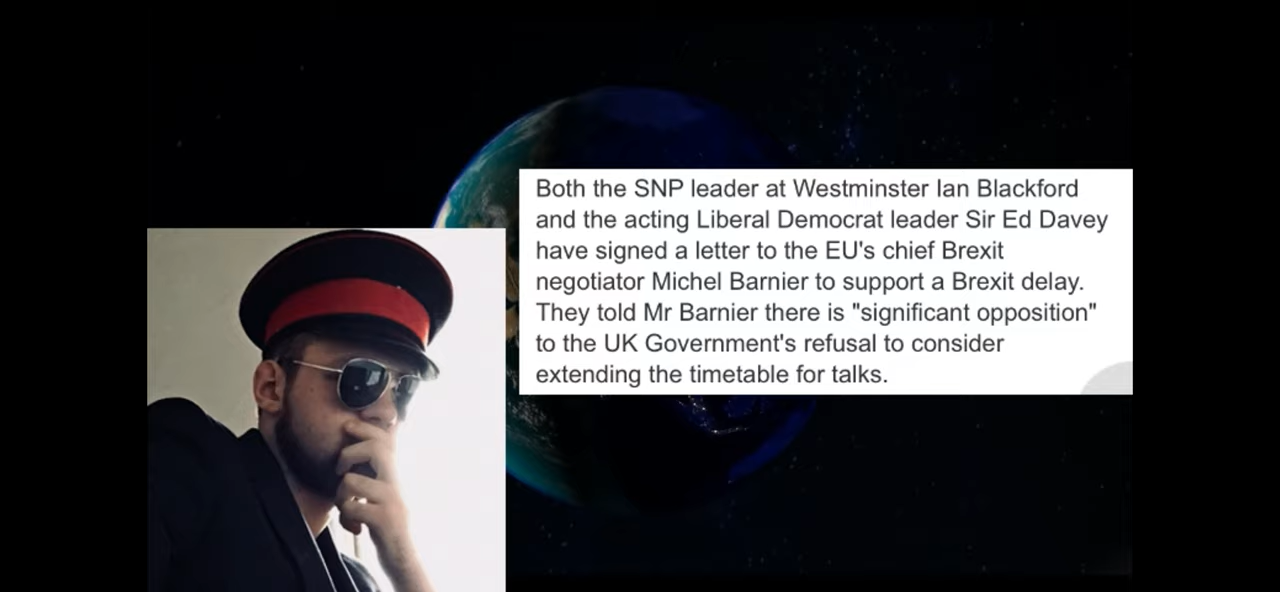 Both the SNP leader at Westminster Ian Blackford
and the acting Liberal Democrat leader Sir Ed Davey
have signed a letter to the EU's chief Brexit
negotiator Michel Barnier to support a Brexit delay.
They told Mr Barnier there is "significant opposition"
to the UK Government's refusal to consider
extending the timetable for talks.